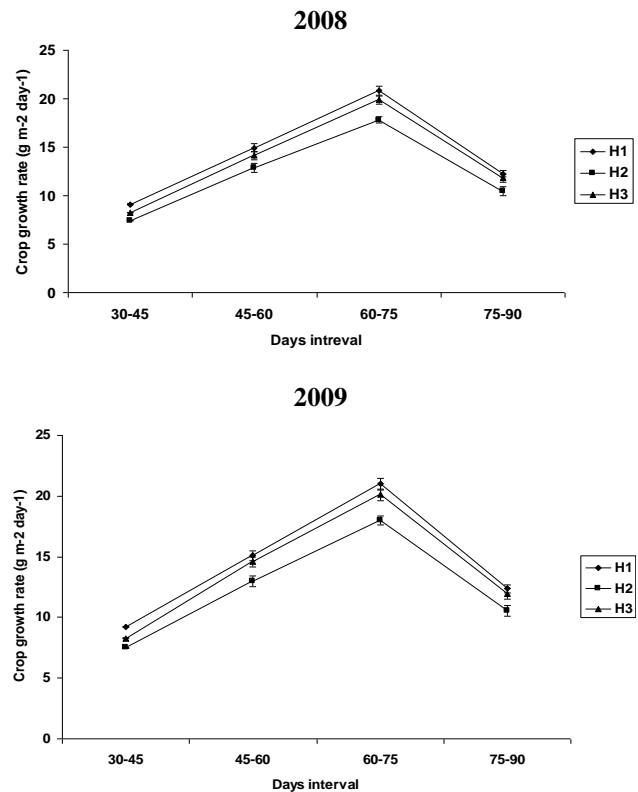 2008
Crop growth rate (g m-2 day-1)
25
20
15
10
5
0
30-45 45-60 60-75 75-90
Days intreval
H1
H2
H3
2009
Crop growth rate (g m-2 day-1)
25
20
15
10
5
0
30-45 45-60 60-75 75-90
Days interval
H1
H2
H3